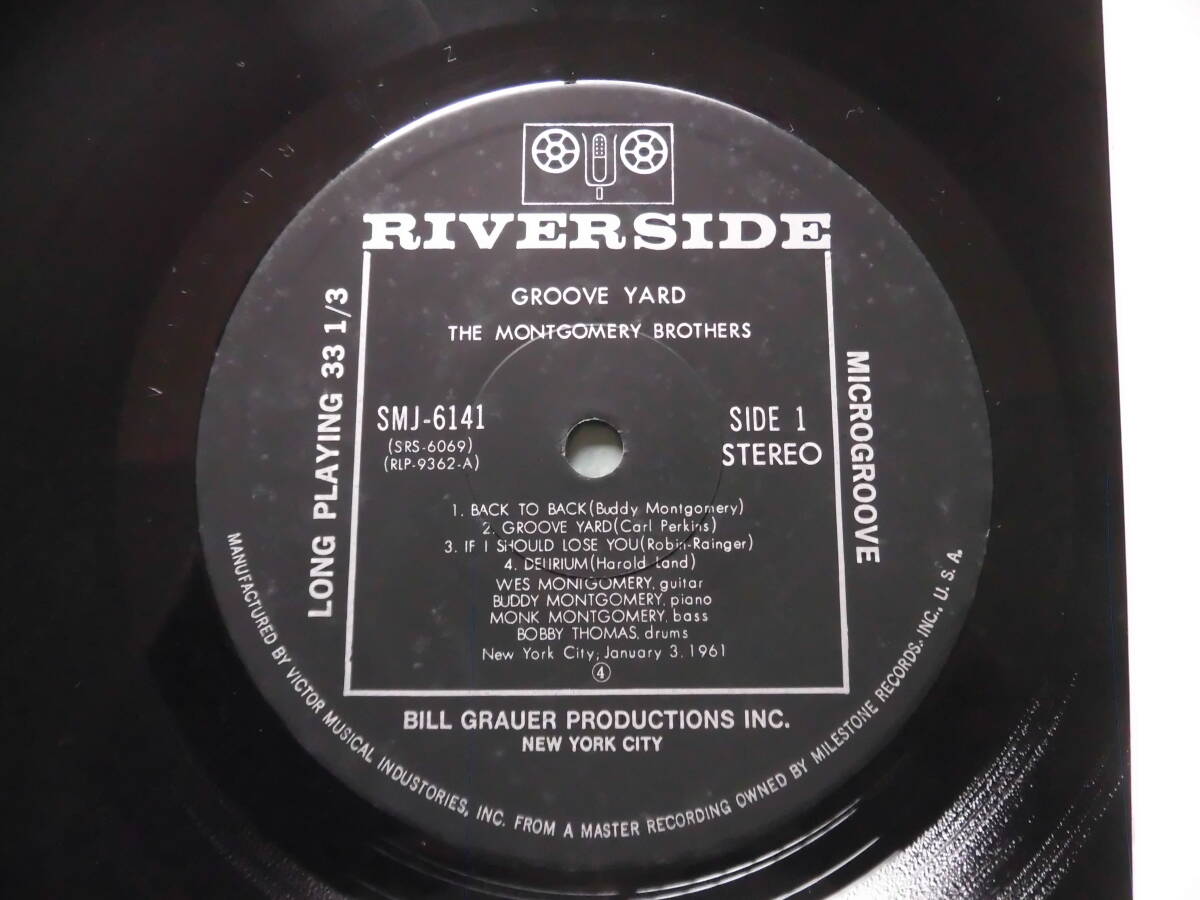 RIVERSIDE
GROOVE YARD
THE MONTGOMERY BROTHERS
LONG PLAYING 33 1/3
MICROGROOVE
SMJ-6141
(SRS-6069)
(RLP-9362-A)
SIDE 1
STEREO
1. BACK TO BACK(Buddy Montgomery)
2. GROOVE YARD(Carl Perkins)
3. IF I SHOULD LOSE YOU(Robin-Rainger)
4. DELIRIUM(Harold Land)
WES MONTGOMERY, guitar
BUDDY MONTGOMERY, piano
MONK MONTGOMERY, bass
BOBBY THOMAS, drums
New York City; January 3, 1961
④
BILL GRAUER PRODUCTIONS INC.
NEW YORK CITY
MANUFACTURED BY VICTOR MUSICAL INDUSTORIES, INC. FROM A MASTER RECORDING OWNED BY MILESTONE RECORDS, INC., U. S. A.